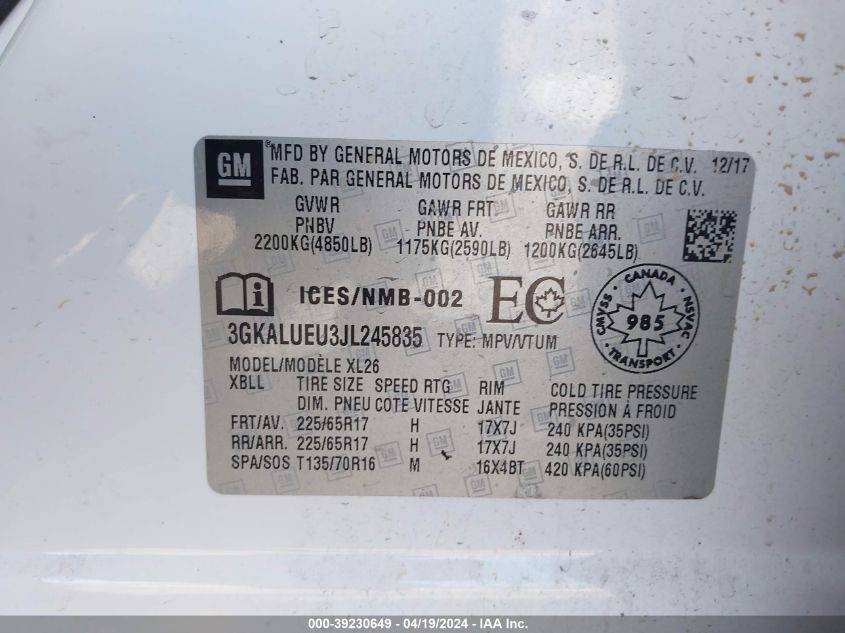 GM
MFD BY GENERAL MOTORS DE MEXICO, S. DE R.L. DE C.V. 12/17
FAB. PAR GENERAL MOTORS DE MEXICO, S. DE R.L. DE C.V.
GVWR GAWR FRT GAWR RR
PNBV PNBE AV. PNBE ARR.
2200KG(4850LB) 1175KG(2590LB) 1200KG(2645LB)
ICES/NMB-002 EC
CANADA
CMVSS 985 NSVAC
TRANSPORT
3GKALUEU3JL245835 TYPE: MPV/VTUM
MODEL/MODÈLE XL26
XBLL TIRE SIZE SPEED RTG RIM COLD TIRE PRESSURE
DIM. PNEU COTE VITESSE JANTE PRESSION À FROID
FRT/AV. 225/65R17 H 17X7J 240 KPA(35PSI)
RR/ARR. 225/65R17 H 17X7J 240 KPA(35PSI)
SPA/SOS T135/70R16 M 16X4BT 420 KPA(60PSI)
000-39230649 - 04/19/2024 - IAA Inc.